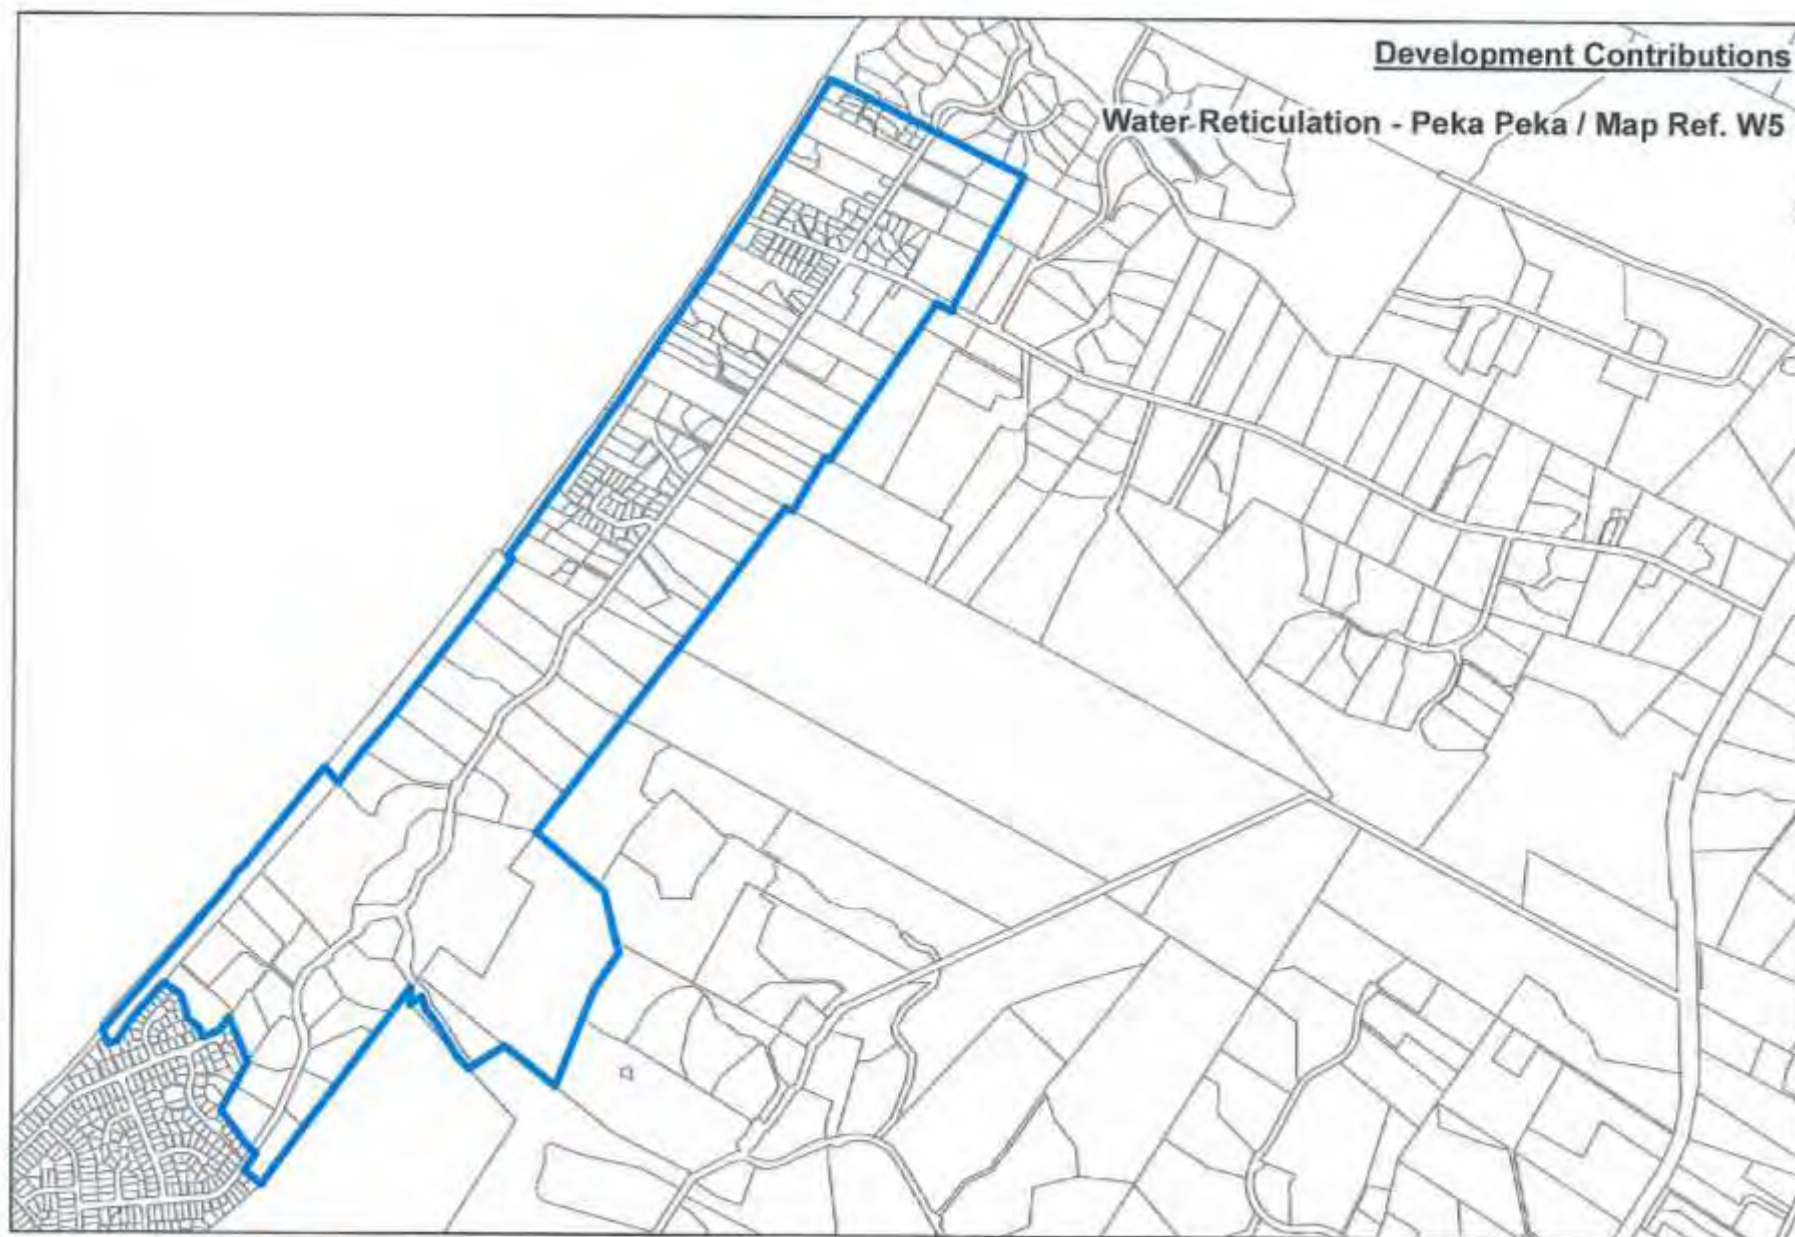 Development Contributions
Water Reticulation - Peka Peka / Map Ref. W5